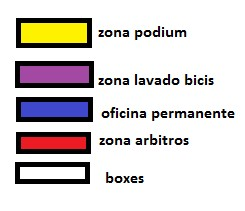 zona podium
zona lavado bicis
oficina permanente
zona arbitros
boxes